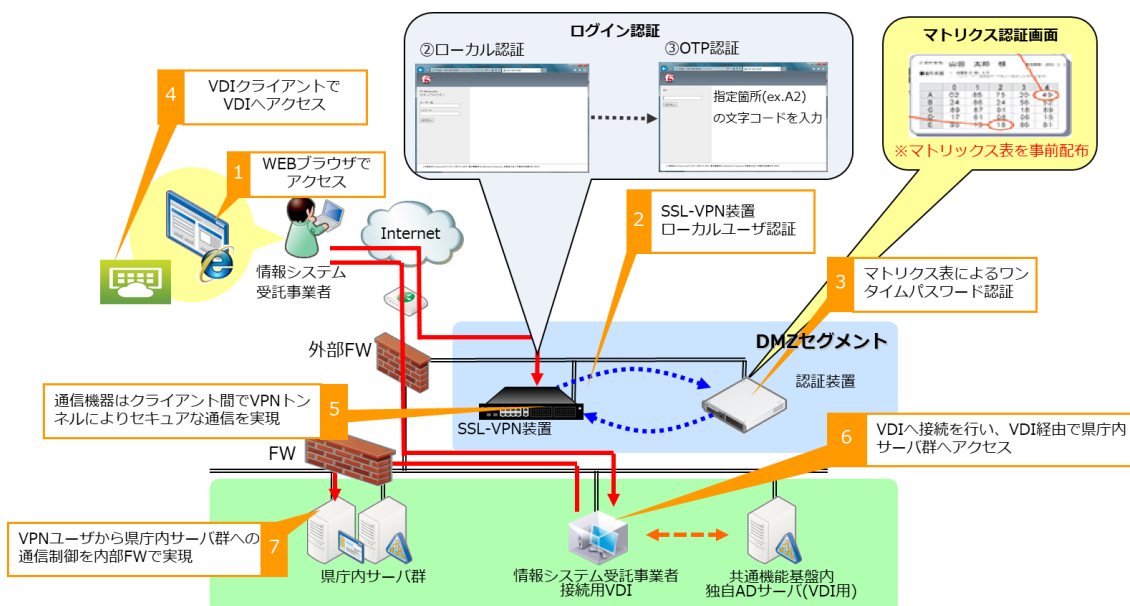 ログイン認証
②ローカル認証
③OTP認証
指定箇所(ex.A2)
の文字コードを入力
マトリクス認証画面
山田 太郎 様
0 1 2 3 4
A
B
C
D
E
※マトリックス表を事前配布
4
VDIクライアントで
VDIへアクセス
1
WEBブラウザで
アクセス
Internet
情報システム
受託事業者
2
SSL-VPN装置
ローカルユーザ認証
3
マトリクス表によるワン
タイムパスワード認証
外部FW
DMZセグメント
認証装置
SSL-VPN装置
5
通信機器はクライアント間でVPNトン
ネルによりセキュアな通信を実現
FW
6
VDIへ接続を行い、VDI経由で県庁内
サーバ群へアクセス
7
VPNユーザから県庁内サーバ群への
通信制御を内部FWで実現
県庁内サーバ群
情報システム受託事業者
接続用VDI
共通機能基盤内
独自ADサーバ(VDI用)